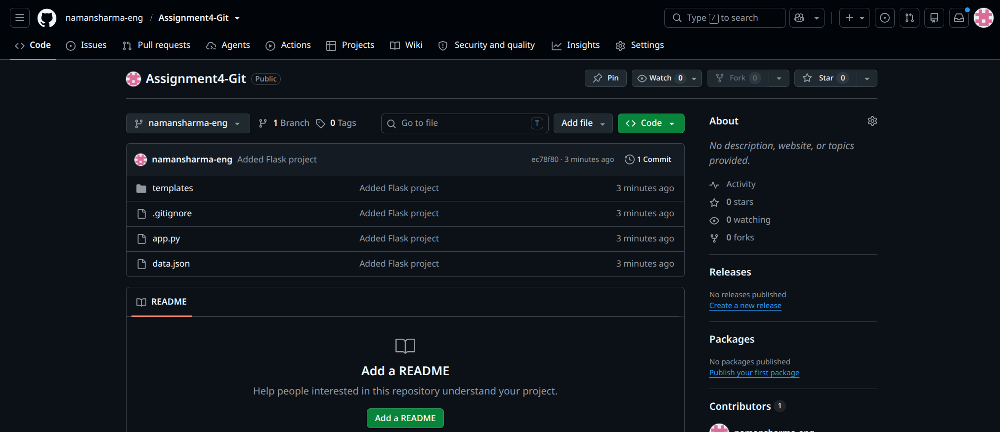 namansharma-eng / Assignment4-Git
Type / to search
Code Issues Pull requests Agents Actions Projects Wiki Security and quality Insights Settings
Assignment4-Git Public
Pin Watch 0 Fork 0 Star 0
namansharma-eng 1 Branch 0 Tags Go to file T Add file Code
namansharma-eng Added Flask project ec78f80 · 3 minutes ago 1 Commit
templates Added Flask project 3 minutes ago
.gitignore Added Flask project 3 minutes ago
app.py Added Flask project 3 minutes ago
data.json Added Flask project 3 minutes ago
README
Add a README
Help people interested in this repository understand your project.
Add a README
About
No description, website, or topics
provided.
Activity
0 stars
0 watching
0 forks
Releases
No releases published
Create a new release
Packages
No packages published
Publish your first package
Contributors 1
namansharma-eng